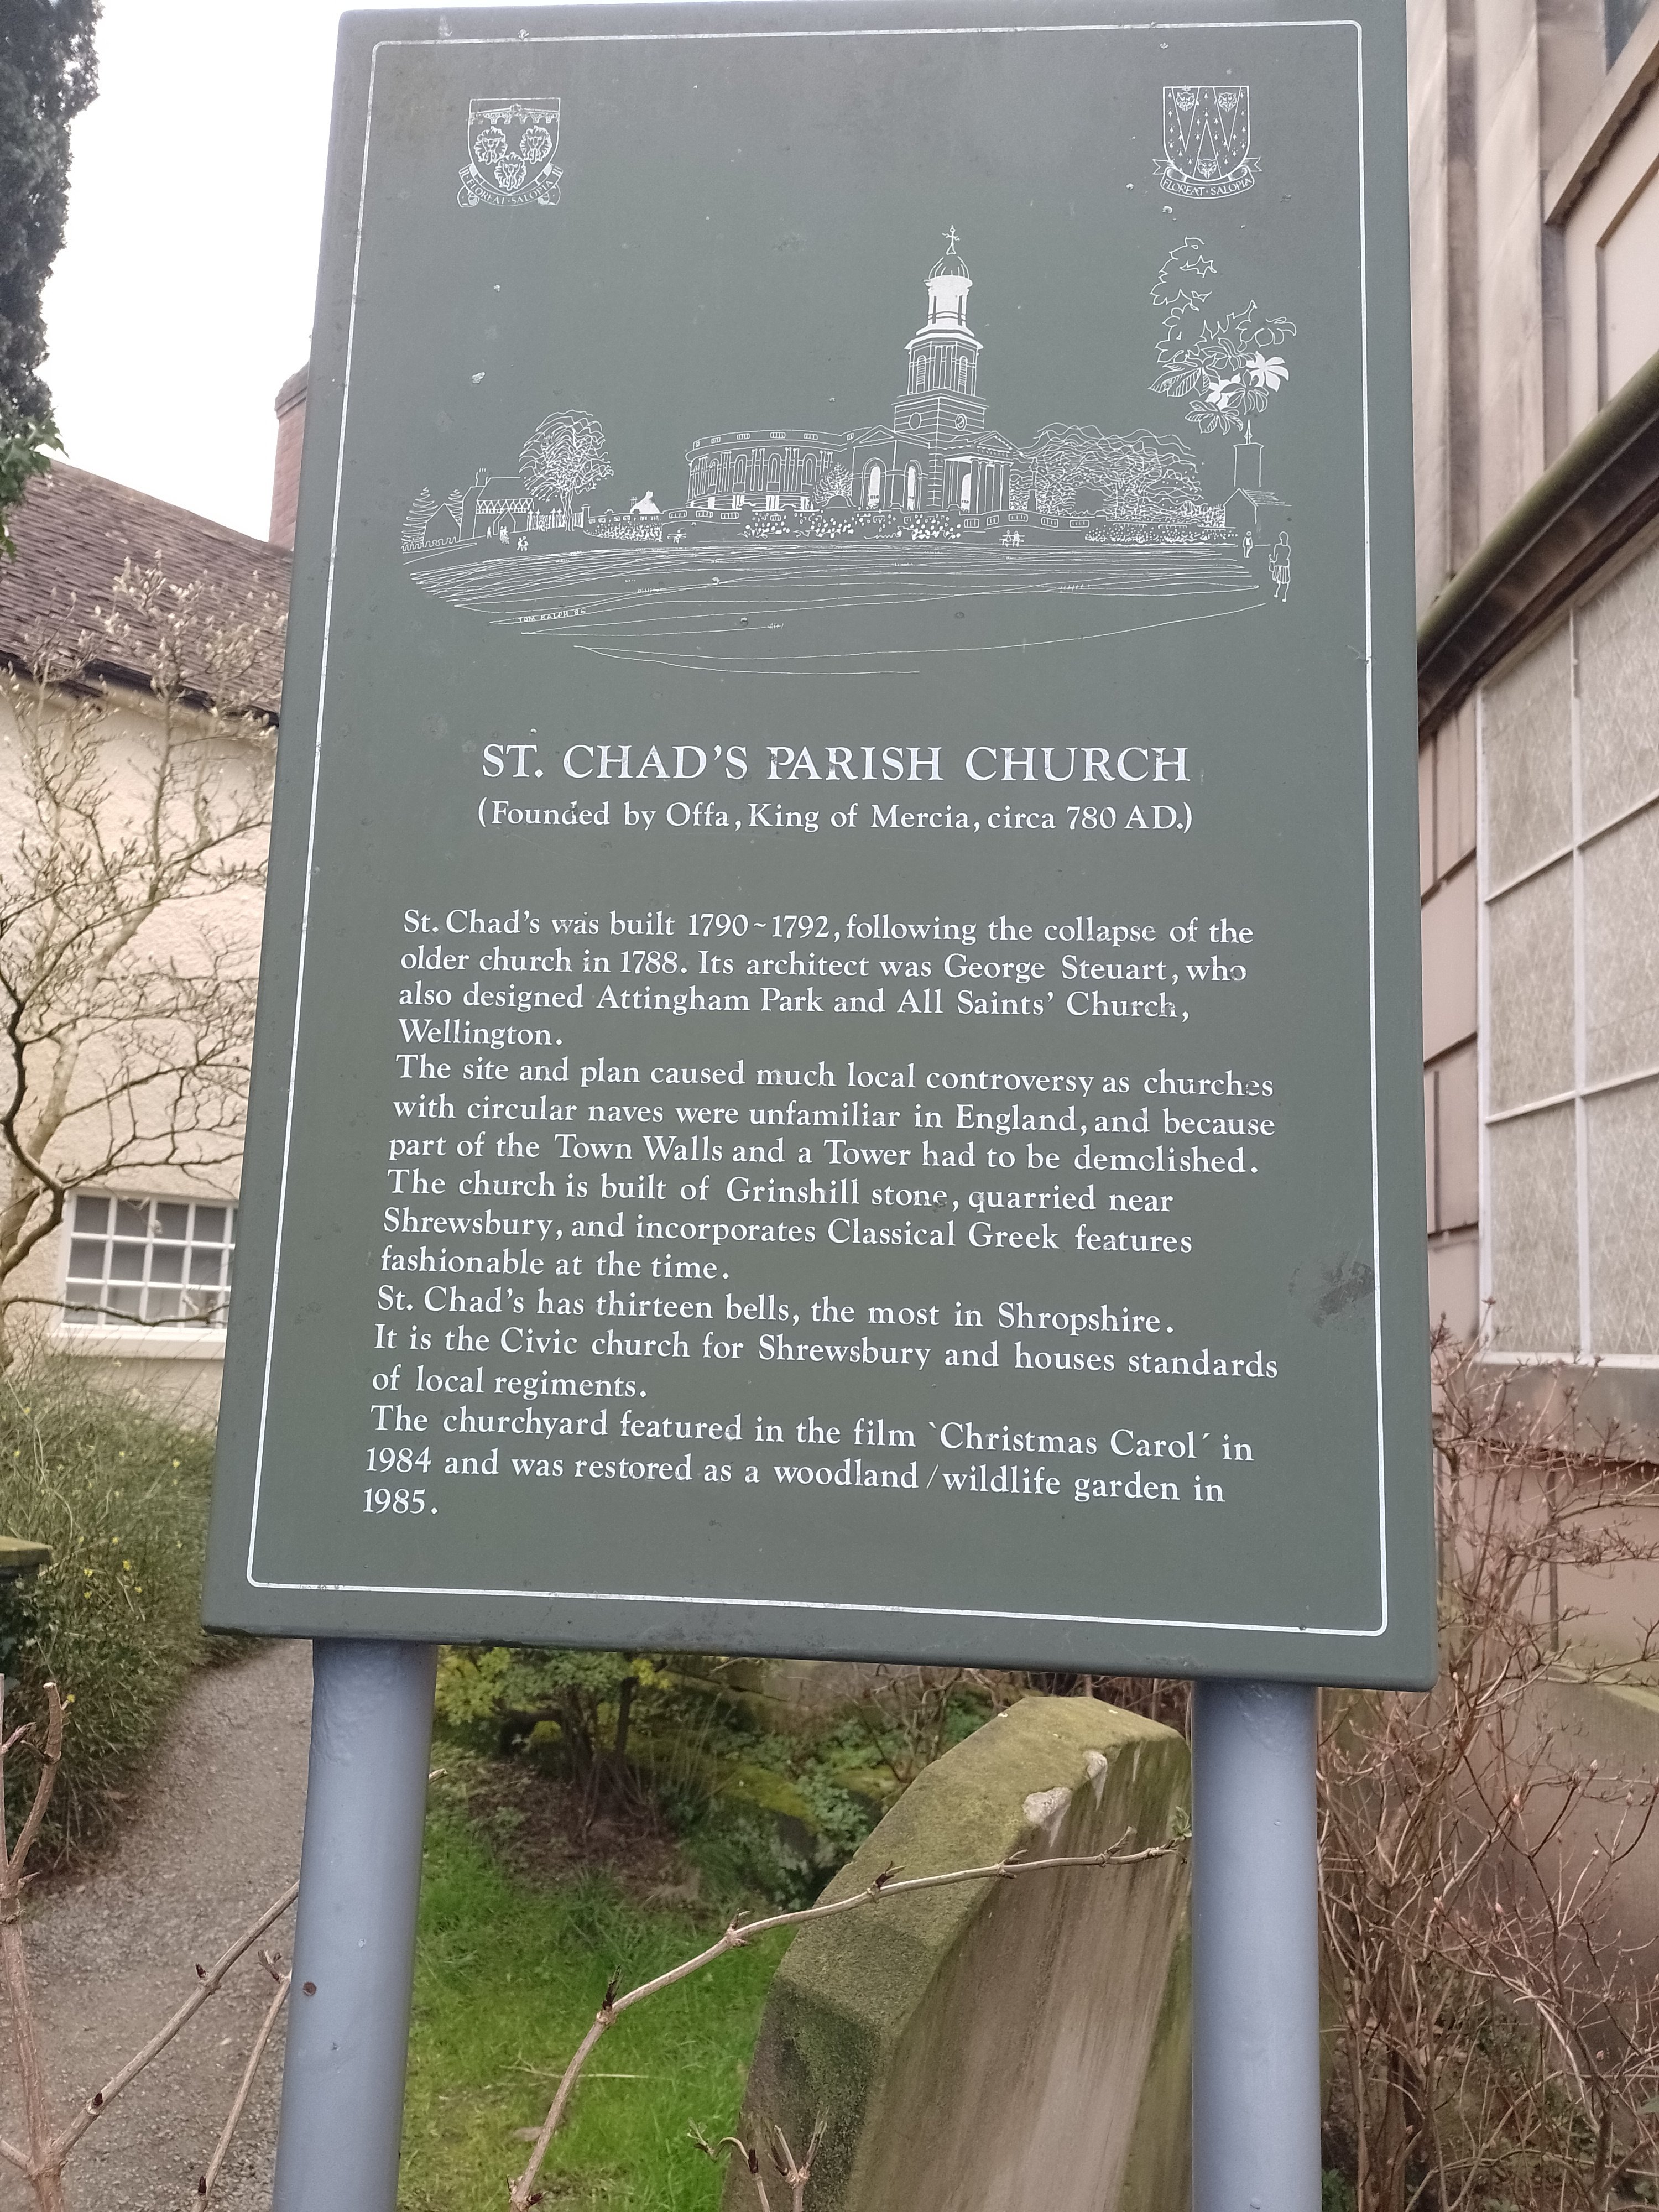 FLOREAT · SALOPIA
FLOREAT · SALOPIA
TOM RALPH 86
ST. CHAD'S PARISH CHURCH
(Founded by Offa, King of Mercia, circa 780 AD.)
St. Chad's was built 1790~1792, following the collapse of the
older church in 1788. Its architect was George Steuart, who
also designed Attingham Park and All Saints' Church,
Wellington.
The site and plan caused much local controversy as churches
with circular naves were unfamiliar in England, and because
part of the Town Walls and a Tower had to be demolished.
The church is built of Grinshill stone, quarried near
Shrewsbury, and incorporates Classical Greek features
fashionable at the time.
St. Chad's has thirteen bells, the most in Shropshire.
It is the Civic church for Shrewsbury and houses standards
of local regiments.
The churchyard featured in the film `Christmas Carol´ in
1984 and was restored as a woodland/wildlife garden in
1985.